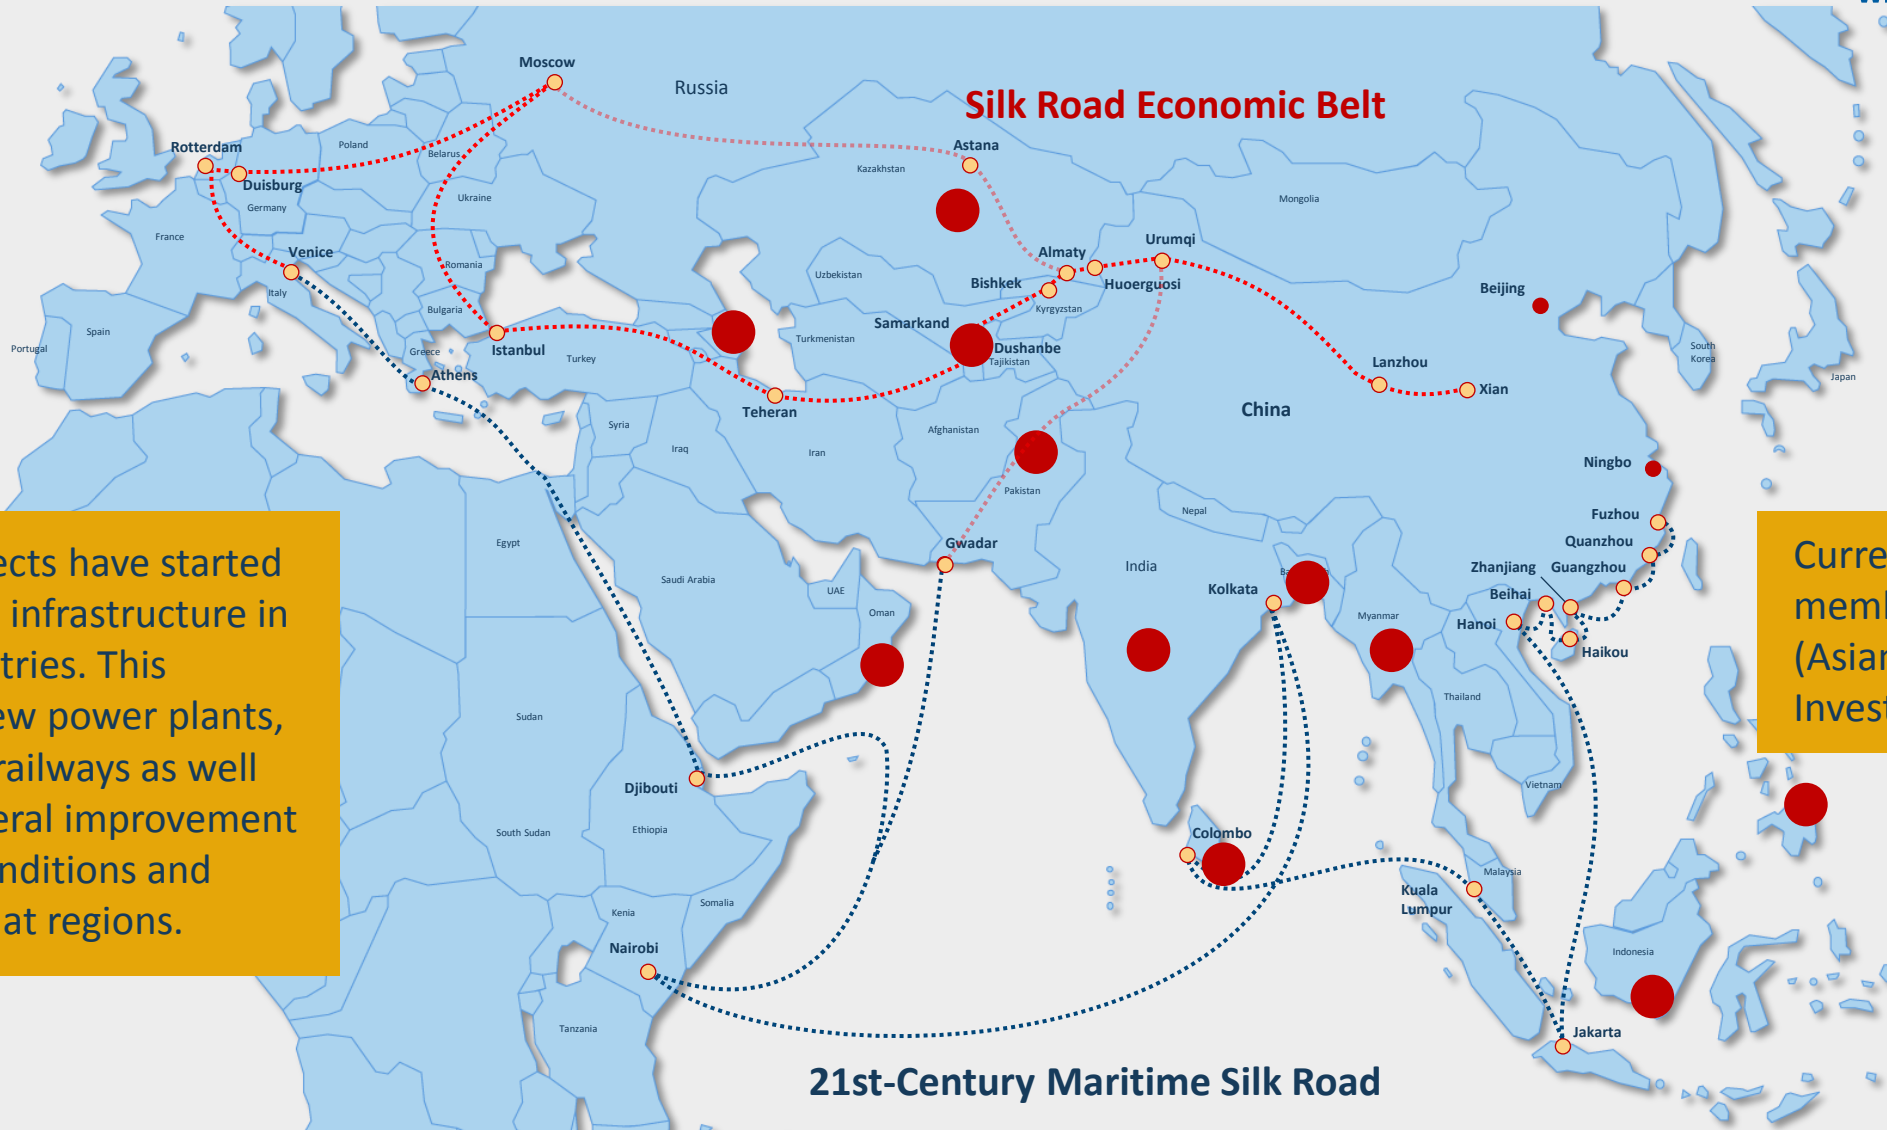 Moscow
Russia
Silk Road Economic Belt
Rotterdam
Poland
Belarus
Astana
Kazakhstan
Duisburg
Germany
Ukraine
Mongolia
France
Venice
Almaty
Urumqi
Romania
Uzbekistan
Bishkek
Huoerguosi
Beijing
Italy
Bulgaria
Kyrgyzstan
Spain
Samarkand
Turkmenistan
Portugal
Greece
Istanbul
Turkey
Dushanbe
Tajikistan
South
Korea
Japan
Athens
Lanzhou
Xian
Teheran
China
Syria
Afghanistan
Iraq
Iran
Ningbo
Pakistan
Nepal
Fuzhou
Egypt
Gwadar
Quanzhou
Saudi Arabia
India
Zhanjiang
Guangzhou
UAE
Kolkata
Beihai
Oman
Myanmar
Hanoi
Haikou
ects have started
infrastructure in
tries. This
ew power plants,
railways as well
eral improvement
nditions and
at regions.
Curre
memb
(Asian
Invest
Thailand
Sudan
Djibouti
Vietnam
South Sudan
Ethiopia
Colombo
Malaysia
Kuala
Lumpur
Kenia
Somalia
Nairobi
Indonesia
Tanzania
Jakarta
21st-Century Maritime Silk Road